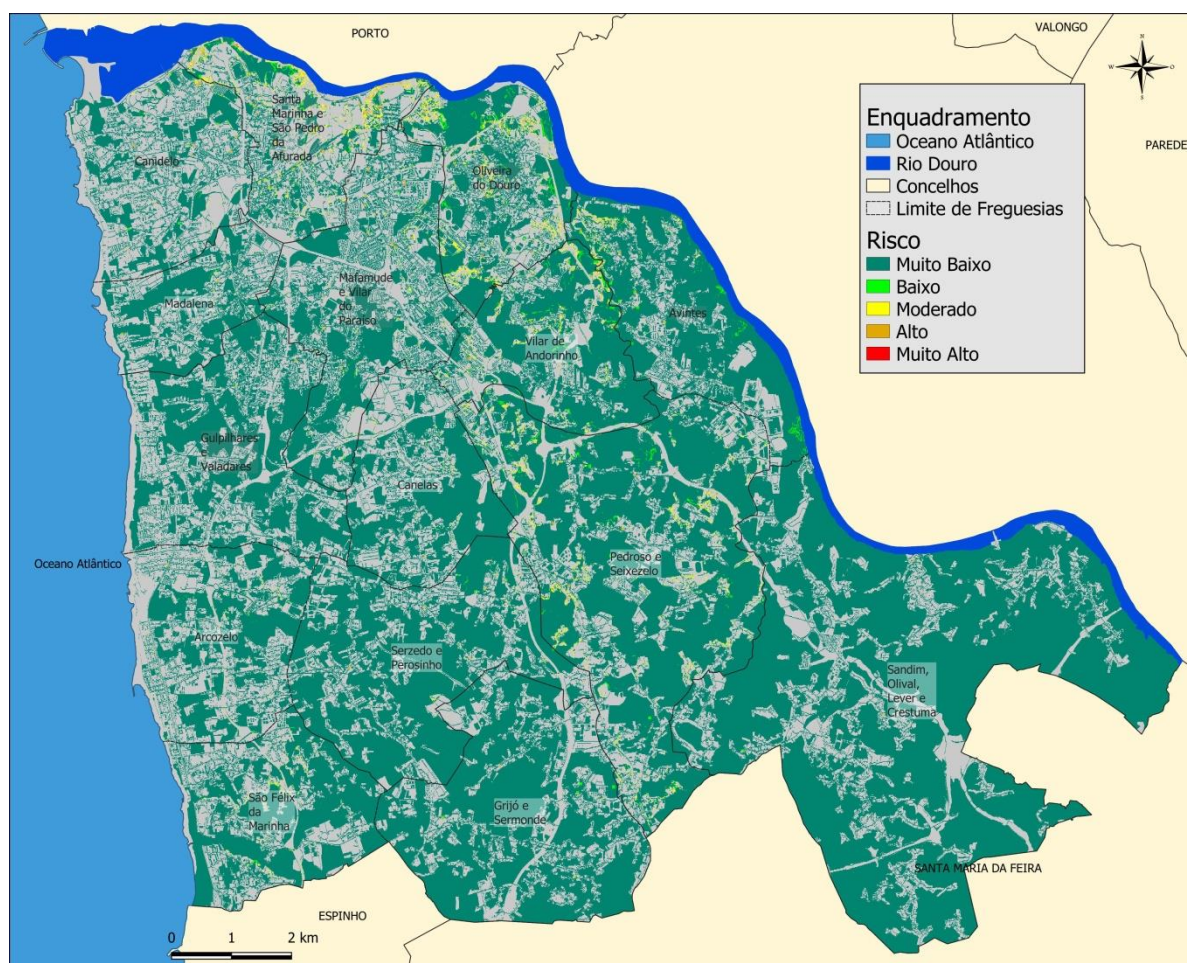 PORTO
VALONGO
N
W
O
S
PAREDE
Enquadramento
Oceano Atlântico
Rio Douro
Concelhos
Limite de Freguesias
Risco
Muito Baixo
Baixo
Moderado
Alto
Muito Alto
Santa
Marinha e
São Pedro
da
Afurada
Canidelo
Oliveira
do Douro
Madalena
Mafamude
e Vilar
do
Paraíso
Avintes
Vilar de
Andorinho
Gulpilhares
e
Valadares
Canelas
Oceano Atlântico
Pedroso e
Seixezelo
Arcozelo
Serzedo e
Perosinho
Sandim,
Olival,
Lever e
Crestuma
São Félix
da
Marinha
Grijó e
Sermonde
SANTA MARIA DA FEIRA
ESPINHO
0 1 2 km